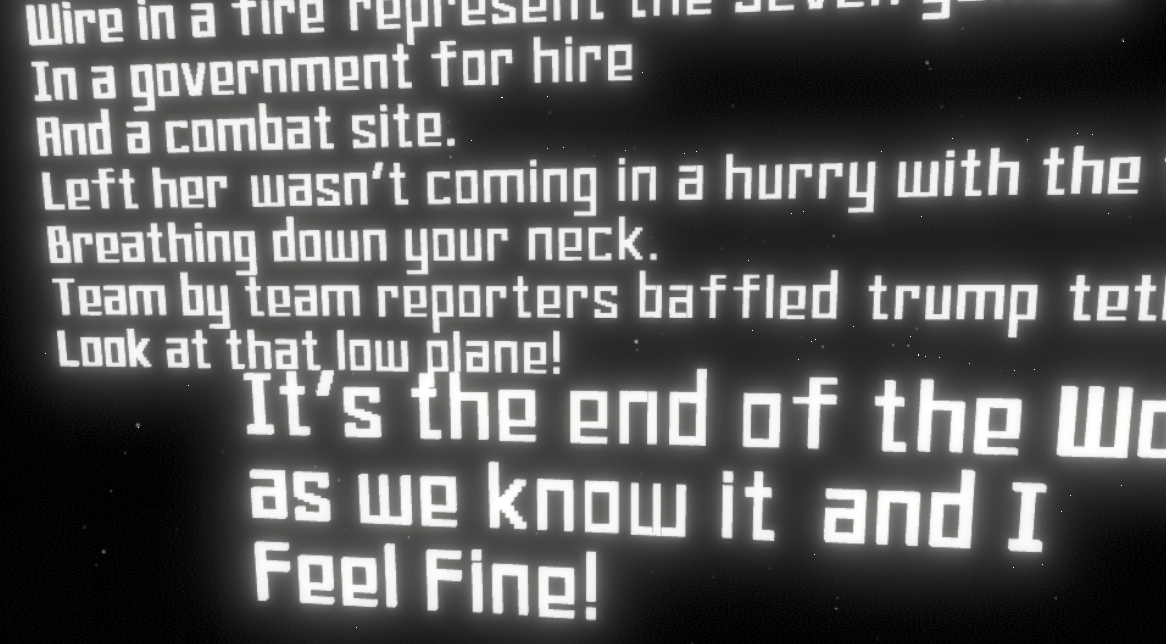 Wire in a fire represent the seven
In a government for hire
And a combat site.
Left her wasn't coming in a hurry with the
Breathing down your neck.
Team by team reporters baffled trump
Look at that low plane!
It's the end of the
as we know it and I
Feel Fine!